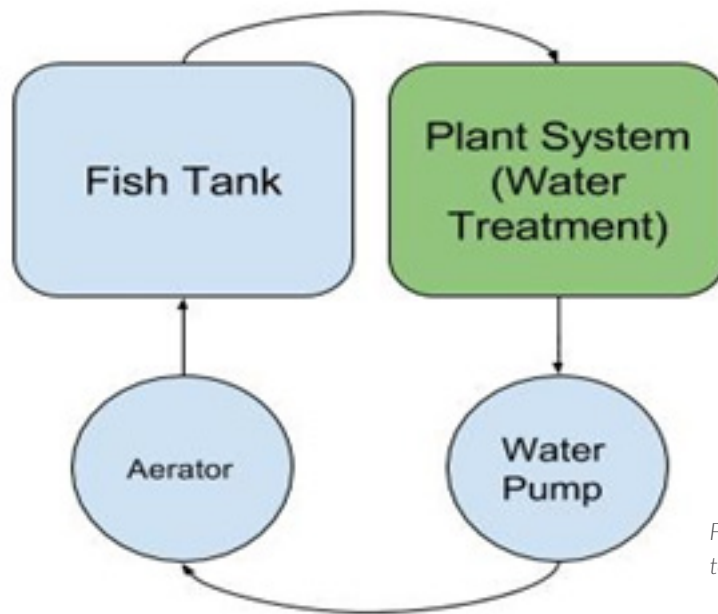 Fish Tank
Plant System
(Water
Treatment)
Aerator
Water
Pump